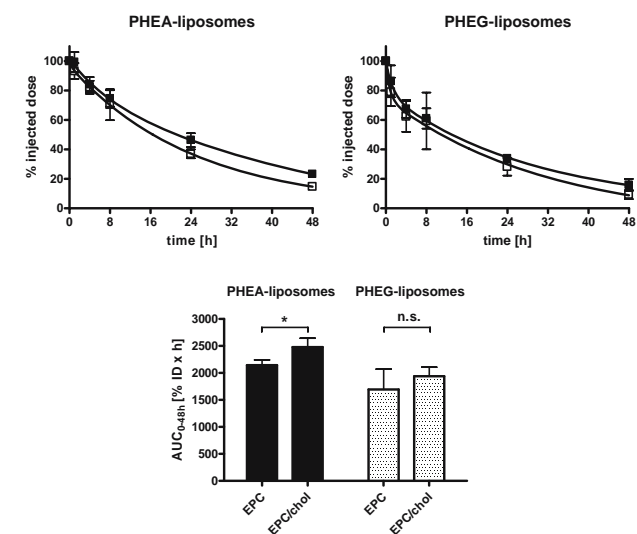 PHEA-liposomes
PHEG-liposomes
% injected dose
100
80
60
40
20
0
0 8 16 24 32 40 48
time [h]
% injected dose
100
80
60
40
20
0
0 8 16 24 32 40 48
time [h]
PHEA-liposomes PHEG-liposomes
AUC0-48h [% ID x h]
3000
2500
2000
1500
1000
500
0
*
n.s.
EPC
EPC/chol
EPC
EPC/chol